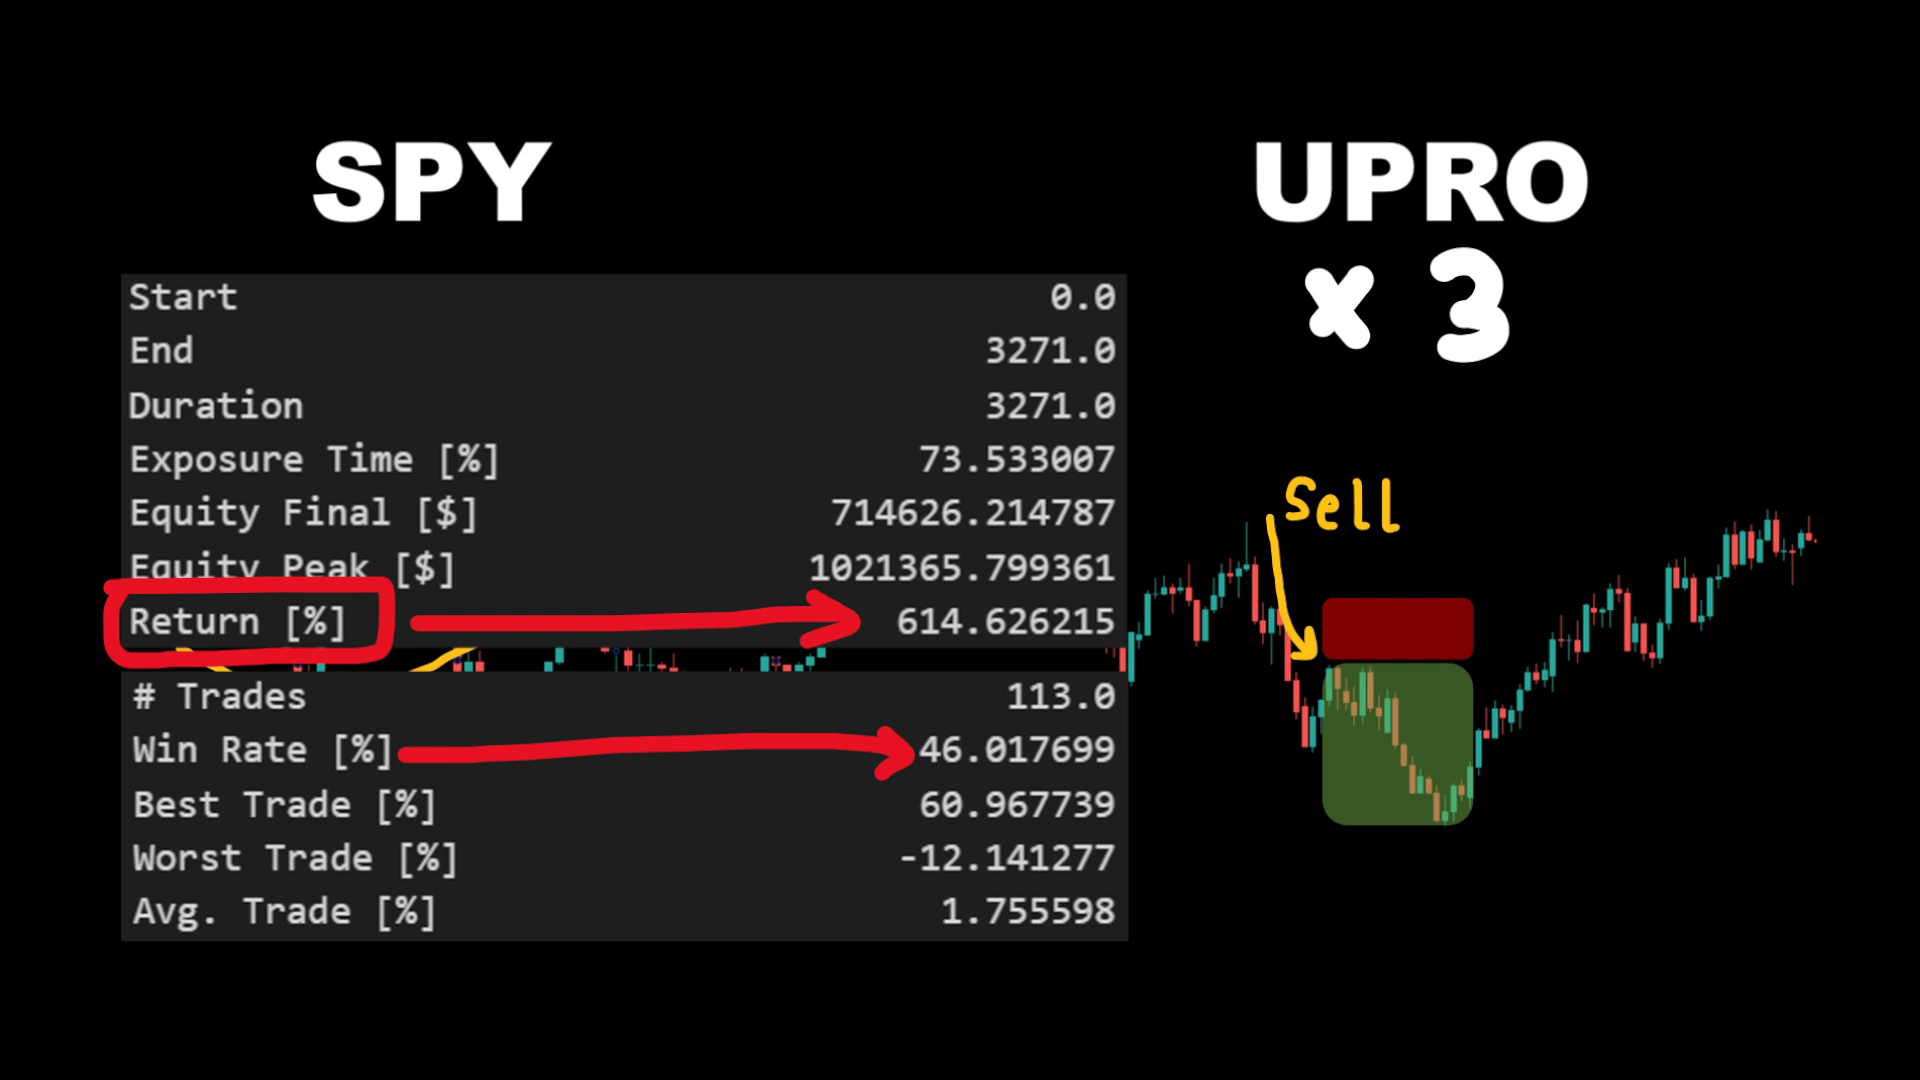 SPY
UPRO
x 3
Start 0.0
End 3271.0
Duration 3271.0
Exposure Time [%] 73.533007
Equity Final [$] 714626.214787
Equity Peak [$] 1021365.799361
Return [%] 614.626215
# Trades 113.0
Win Rate [%] 46.017699
Best Trade [%] 60.967739
Worst Trade [%] -12.141277
Avg. Trade [%] 1.755598
Sell